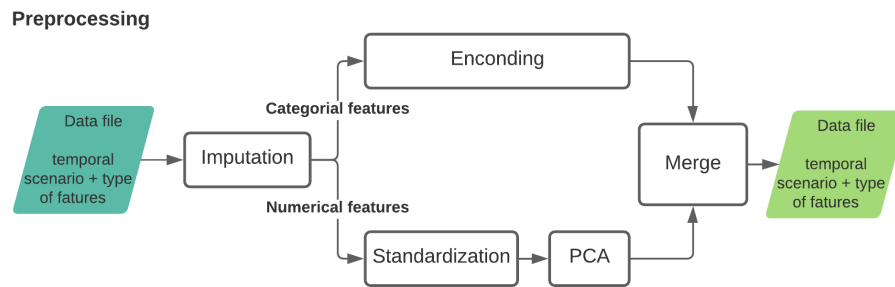 Preprocessing
Data file
temporal
scenario + type
of fatures
Imputation
Categorial features
Numerical features
Enconding
Standardization
PCA
Merge
Data file
temporal
scenario + type
of fatures